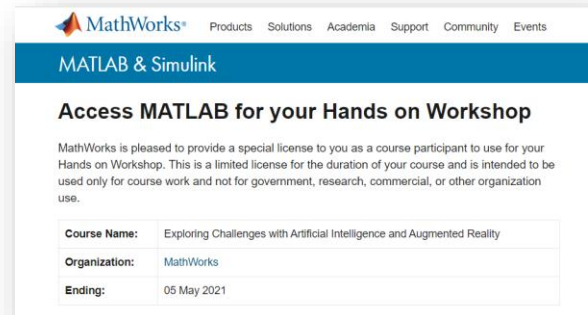 MathWorks® Products Solutions Academia Support Community Events
MATLAB & Simulink
Access MATLAB for your Hands on Workshop
MathWorks is pleased to provide a special license to you as a course participant to use for your
Hands on Workshop. This is a limited license for the duration of your course and is intended to be
used only for course work and not for government, research, commercial, or other organization
use.
Course Name: Exploring Challenges with Artificial Intelligence and Augmented Reality
Organization: MathWorks
Ending: 05 May 2021